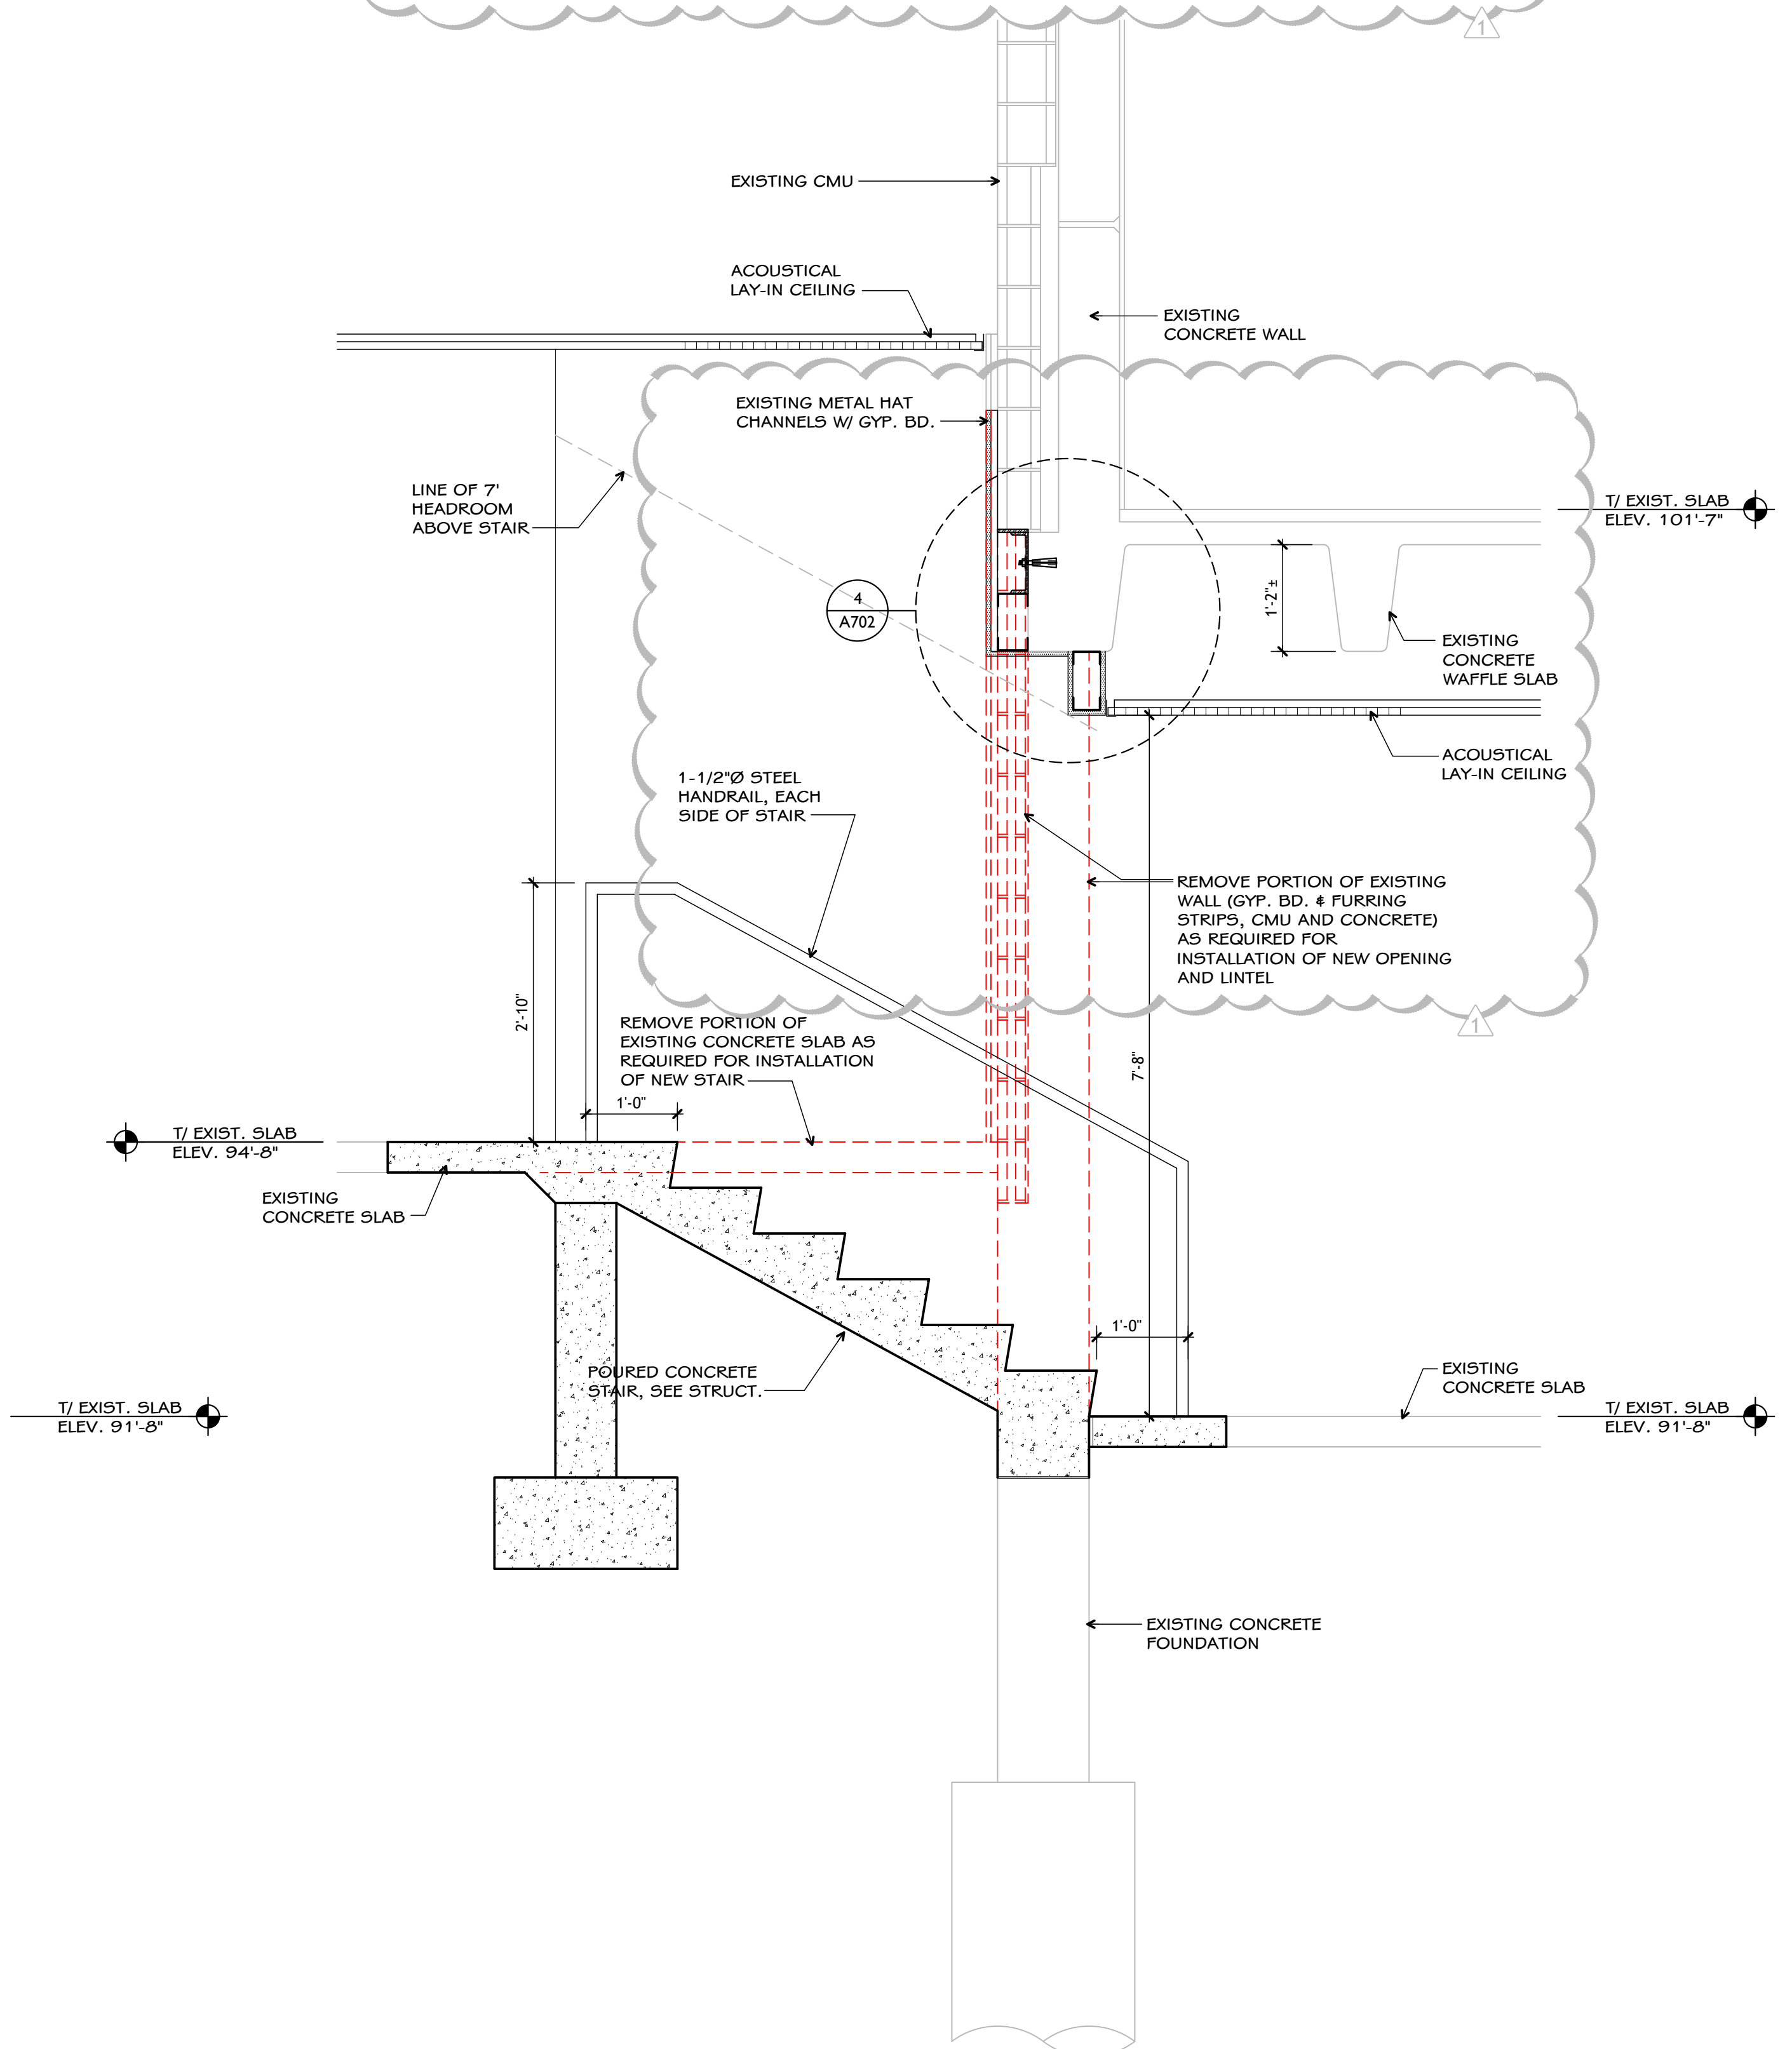 1
EXISTING CMU
ACOUSTICAL
LAY-IN CEILING
EXISTING
CONCRETE WALL
EXISTING METAL HAT
CHANNELS W/ GYP. BD.
LINE OF 7'
HEADROOM
ABOVE STAIR
T/ EXIST. SLAB
ELEV. 101'-7"
4
A702
1'-2"±
EXISTING
CONCRETE
WAFFLE SLAB
ACOUSTICAL
LAY-IN CEILING
1-1/2"Ø STEEL
HANDRAIL, EACH
SIDE OF STAIR
REMOVE PORTION OF EXISTING
WALL (GYP. BD. & FURRING
STRIPS, CMU AND CONCRETE)
AS REQUIRED FOR
INSTALLATION OF NEW OPENING
AND LINTEL
2'-10"
1
REMOVE PORTION OF
EXISTING CONCRETE SLAB AS
REQUIRED FOR INSTALLATION
OF NEW STAIR
7'-8"
1'-0"
T/ EXIST. SLAB
ELEV. 94'-8"
EXISTING
CONCRETE SLAB
1'-0"
POURED CONCRETE
STAIR, SEE STRUCT.
EXISTING
CONCRETE SLAB
T/ EXIST. SLAB
ELEV. 91'-8"
T/ EXIST. SLAB
ELEV. 91'-8"
EXISTING CONCRETE
FOUNDATION